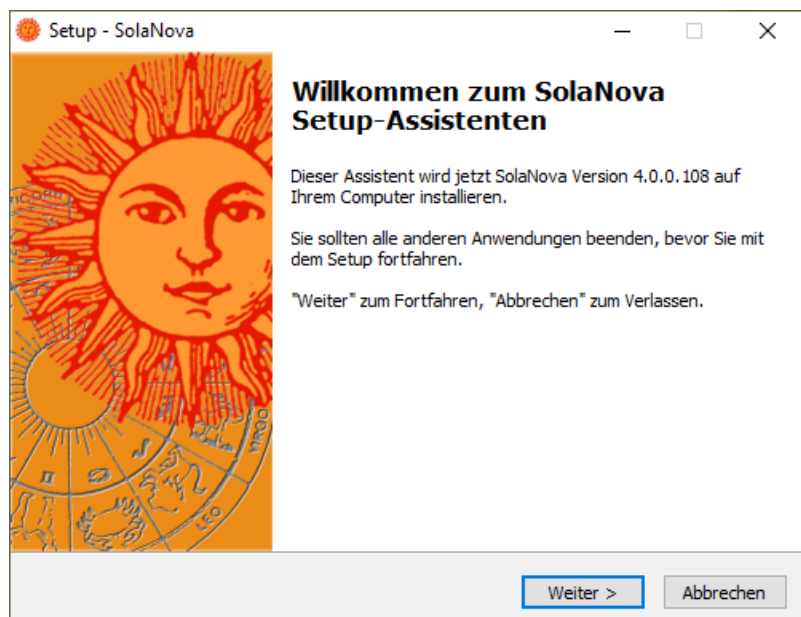 Setup - SolaNova
Willkommen zum SolaNova
Setup-Assistenten
Dieser Assistent wird jetzt SolaNova Version 4.0.0.108 auf
Ihrem Computer installieren.
Sie sollten alle anderen Anwendungen beenden, bevor Sie mit
dem Setup fortfahren.
"Weiter" zum Fortfahren, "Abbrechen" zum Verlassen.
VIRGO
LEO
Weiter >
Abbrechen